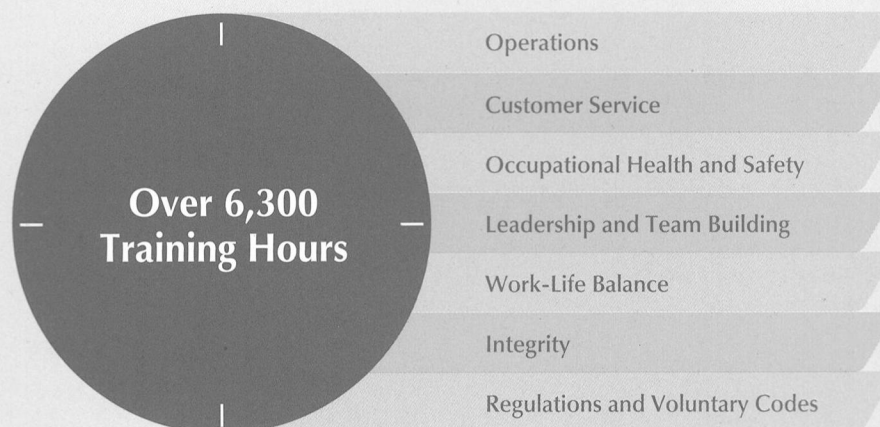 Over 6,300
Training Hours
Operations
Customer Service
Occupational Health and Safety
Leadership and Team Building
Work-Life Balance
Integrity
Regulations and Voluntary Codes